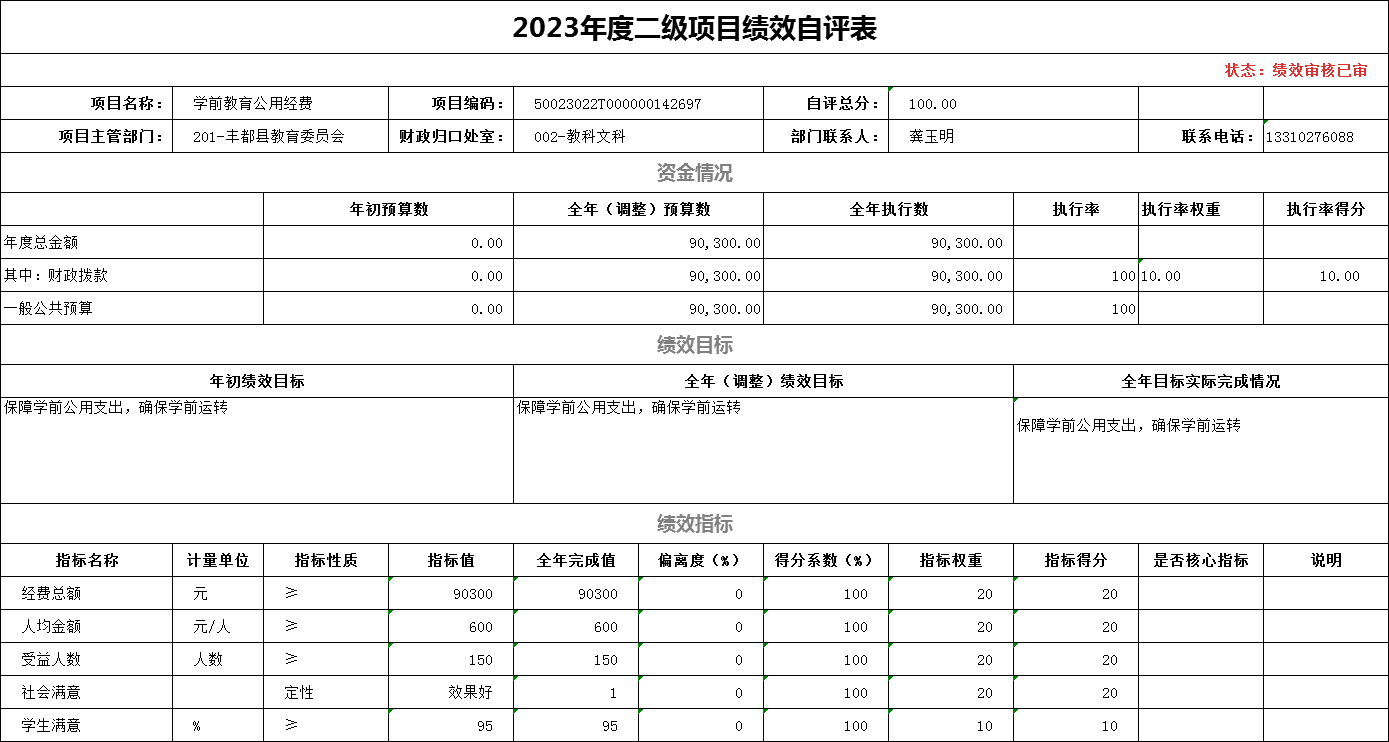 2023年度二级项目绩效自评表
状态：绩效审核已审
项目名称： 学前教育公用经费 项目编码： 50023022T000000142697 自评总分： 100.00
项目主管部门： 201-丰都县教育委员会 财政归口处室： 002-教科文科 部门联系人： 龚玉明 联系电话： 13310276088
资金情况
年初预算数 全年（调整）预算数 全年执行数 执行率 执行率权重 执行率得分
年度总金额 0.00 90,300.00 90,300.00
其中：财政拨款 0.00 90,300.00 90,300.00 100 10.00 10.00
一般公共预算 0.00 90,300.00 90,300.00 100
绩效目标
年初绩效目标 全年（调整）绩效目标 全年目标实际完成情况
保障学前公用支出，确保学前运转 保障学前公用支出，确保学前运转 保障学前公用支出，确保学前运转
绩效指标
指标名称 计量单位 指标性质 指标值 全年完成值 偏离度（%） 得分系数（%） 指标权重 指标得分 是否核心指标 说明
经费总额 元 ≥ 90300 90300 0 100 20 20
人均金额 元/人 ≥ 600 600 0 100 20 20
受益人数 人数 ≥ 150 150 0 100 20 20
社会满意 定性 效果好 1 0 100 20 20
学生满意 % ≥ 95 95 0 100 10 10